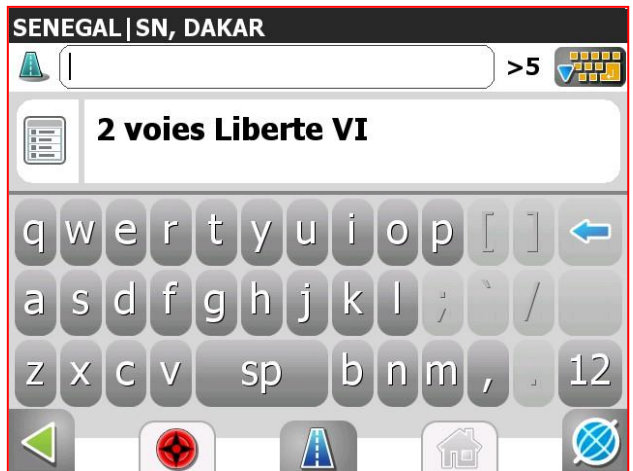 SENEGAL|SN, DAKAR
>5
2 voies Liberte VI
q w e r t y u i o p [ ]
a s d f g h j k l ; ` /
z x c v sp b n m , . 12